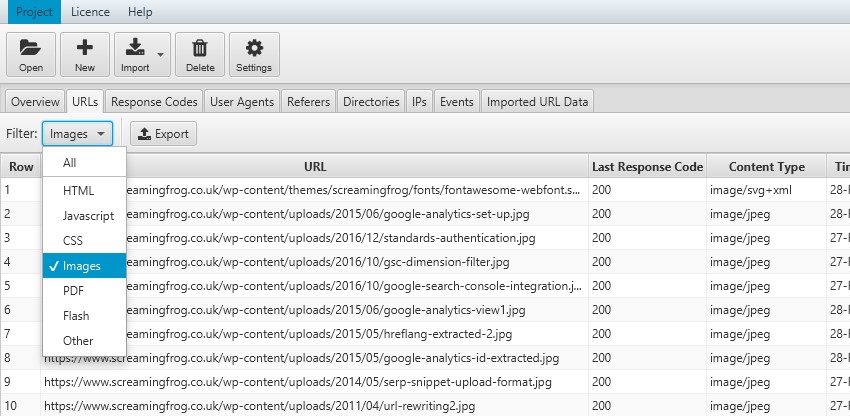 Project Licence Help
Open New Import Delete Settings
Overview URLs Response Codes User Agents Referers Directories IPs Events Imported URL Data
Filter: Images Export
Row URL Last Response Code Content Type Tim
All
HTML
Javascript
CSS
Images
PDF
Flash
Other
1 screamingfrog.co.uk/wp-content/themes/screamingfrog/fonts/fontawesome-webfont.s... 200 image/svg+xml 28-
2 screamingfrog.co.uk/wp-content/uploads/2015/06/google-analytics-set-up.jpg 200 image/jpeg 28-
3 screamingfrog.co.uk/wp-content/uploads/2016/12/standards-authentication.jpg 200 image/jpeg 27-
4 screamingfrog.co.uk/wp-content/uploads/2016/10/gsc-dimension-filter.jpg 200 image/jpeg 27-
5 screamingfrog.co.uk/wp-content/uploads/2016/10/google-search-console-integration.j... 200 image/jpeg 27-
6 screamingfrog.co.uk/wp-content/uploads/2015/06/google-analytics-view1.jpg 200 image/jpeg 28-
7 screamingfrog.co.uk/wp-content/uploads/2015/05/hreflang-extracted-2.jpg 200 image/jpeg 28-
8 https://www.screamingfrog.co.uk/wp-content/uploads/2015/05/google-analytics-id-extracted.jpg 200 image/jpeg 28-
9 https://www.screamingfrog.co.uk/wp-content/uploads/2014/05/serp-snippet-upload-format.jpg 200 image/jpeg 27-
10 https://www.screamingfrog.co.uk/wp-content/uploads/2011/04/url-rewriting2.jpg 200 image/jpeg 28-